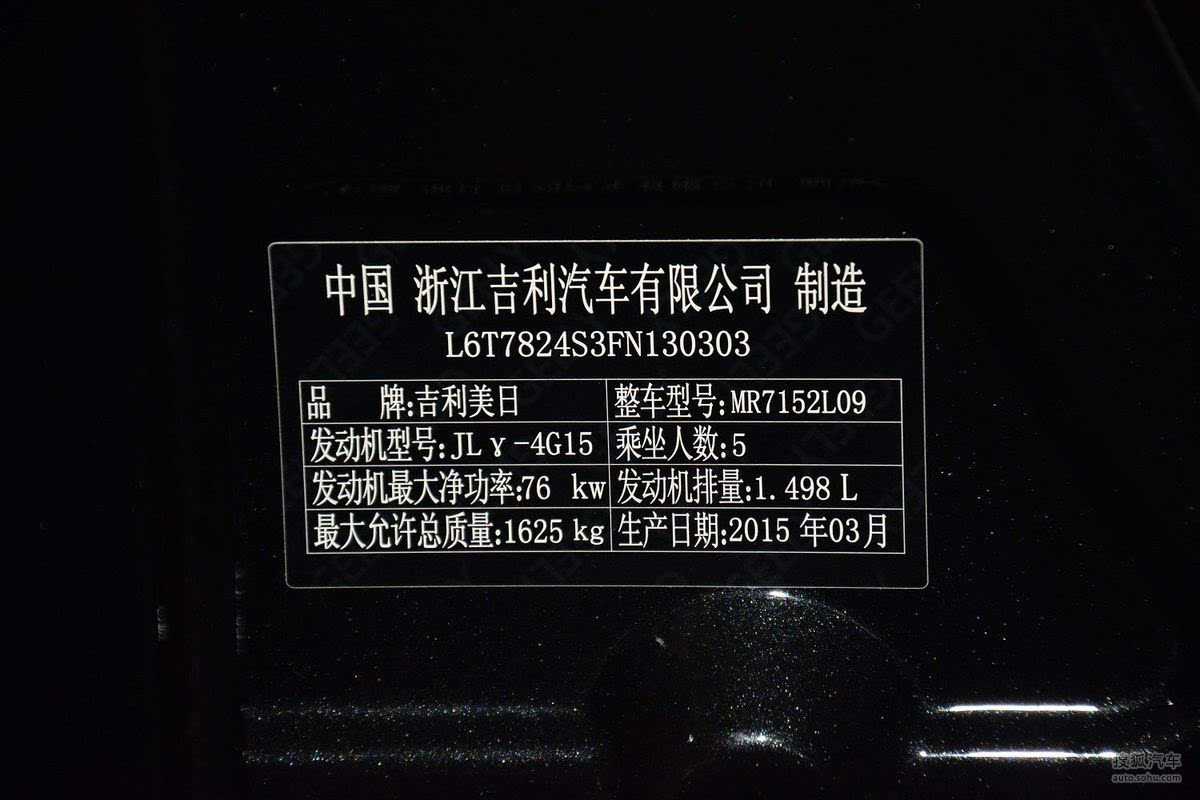 中国 浙江吉利汽车有限公司 制造
L6T7824S3FN130303
品 牌:吉利美日 整车型号:MR7152L09
发动机型号:JLγ-4G15 乘坐人数:5
发动机最大净功率:76 kw 发动机排量:1.498 L
最大允许总质量:1625 kg 生产日期:2015 年03月
搜狐汽车
auto.sohu.com